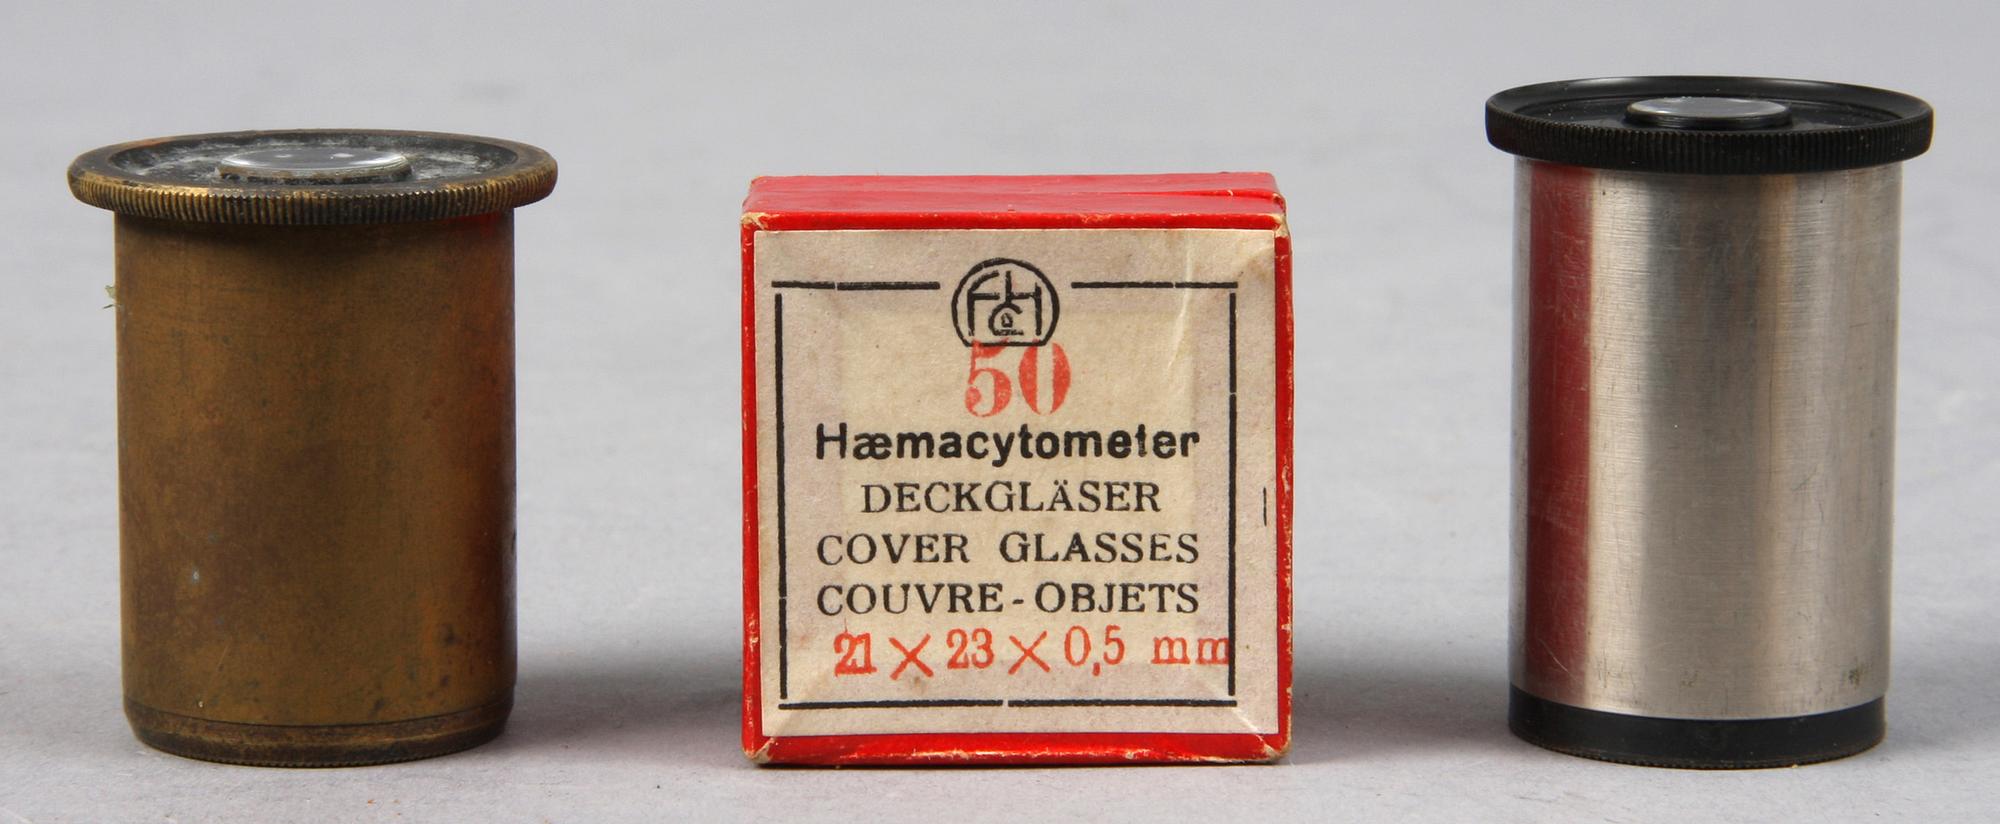 50
Hæmacytometer
DECKGLÄSER
COVER GLASSES
COUVRE-OBJETS
21 × 23 × 0,5 mm